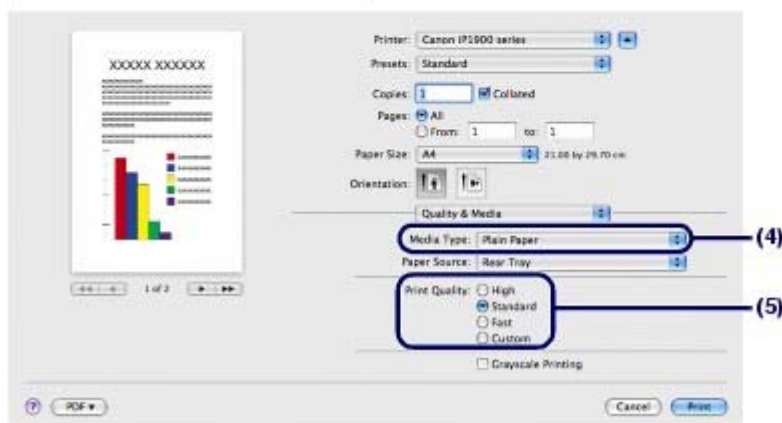 XXXXX XXXXXX
1 of 2
Printer: Canon iP1900 series
Presets: Standard
Copies: 1 Collated
Pages: All
From: 1 to: 1
Paper Size: A4 21.00 by 29.70 cm
Orientation:
Quality & Media
Media Type: Plain Paper (4)
Paper Source: Rear Tray
Print Quality: High
Standard (5)
Fast
Custom
Grayscale Printing
? PDF ▾ Cancel Print